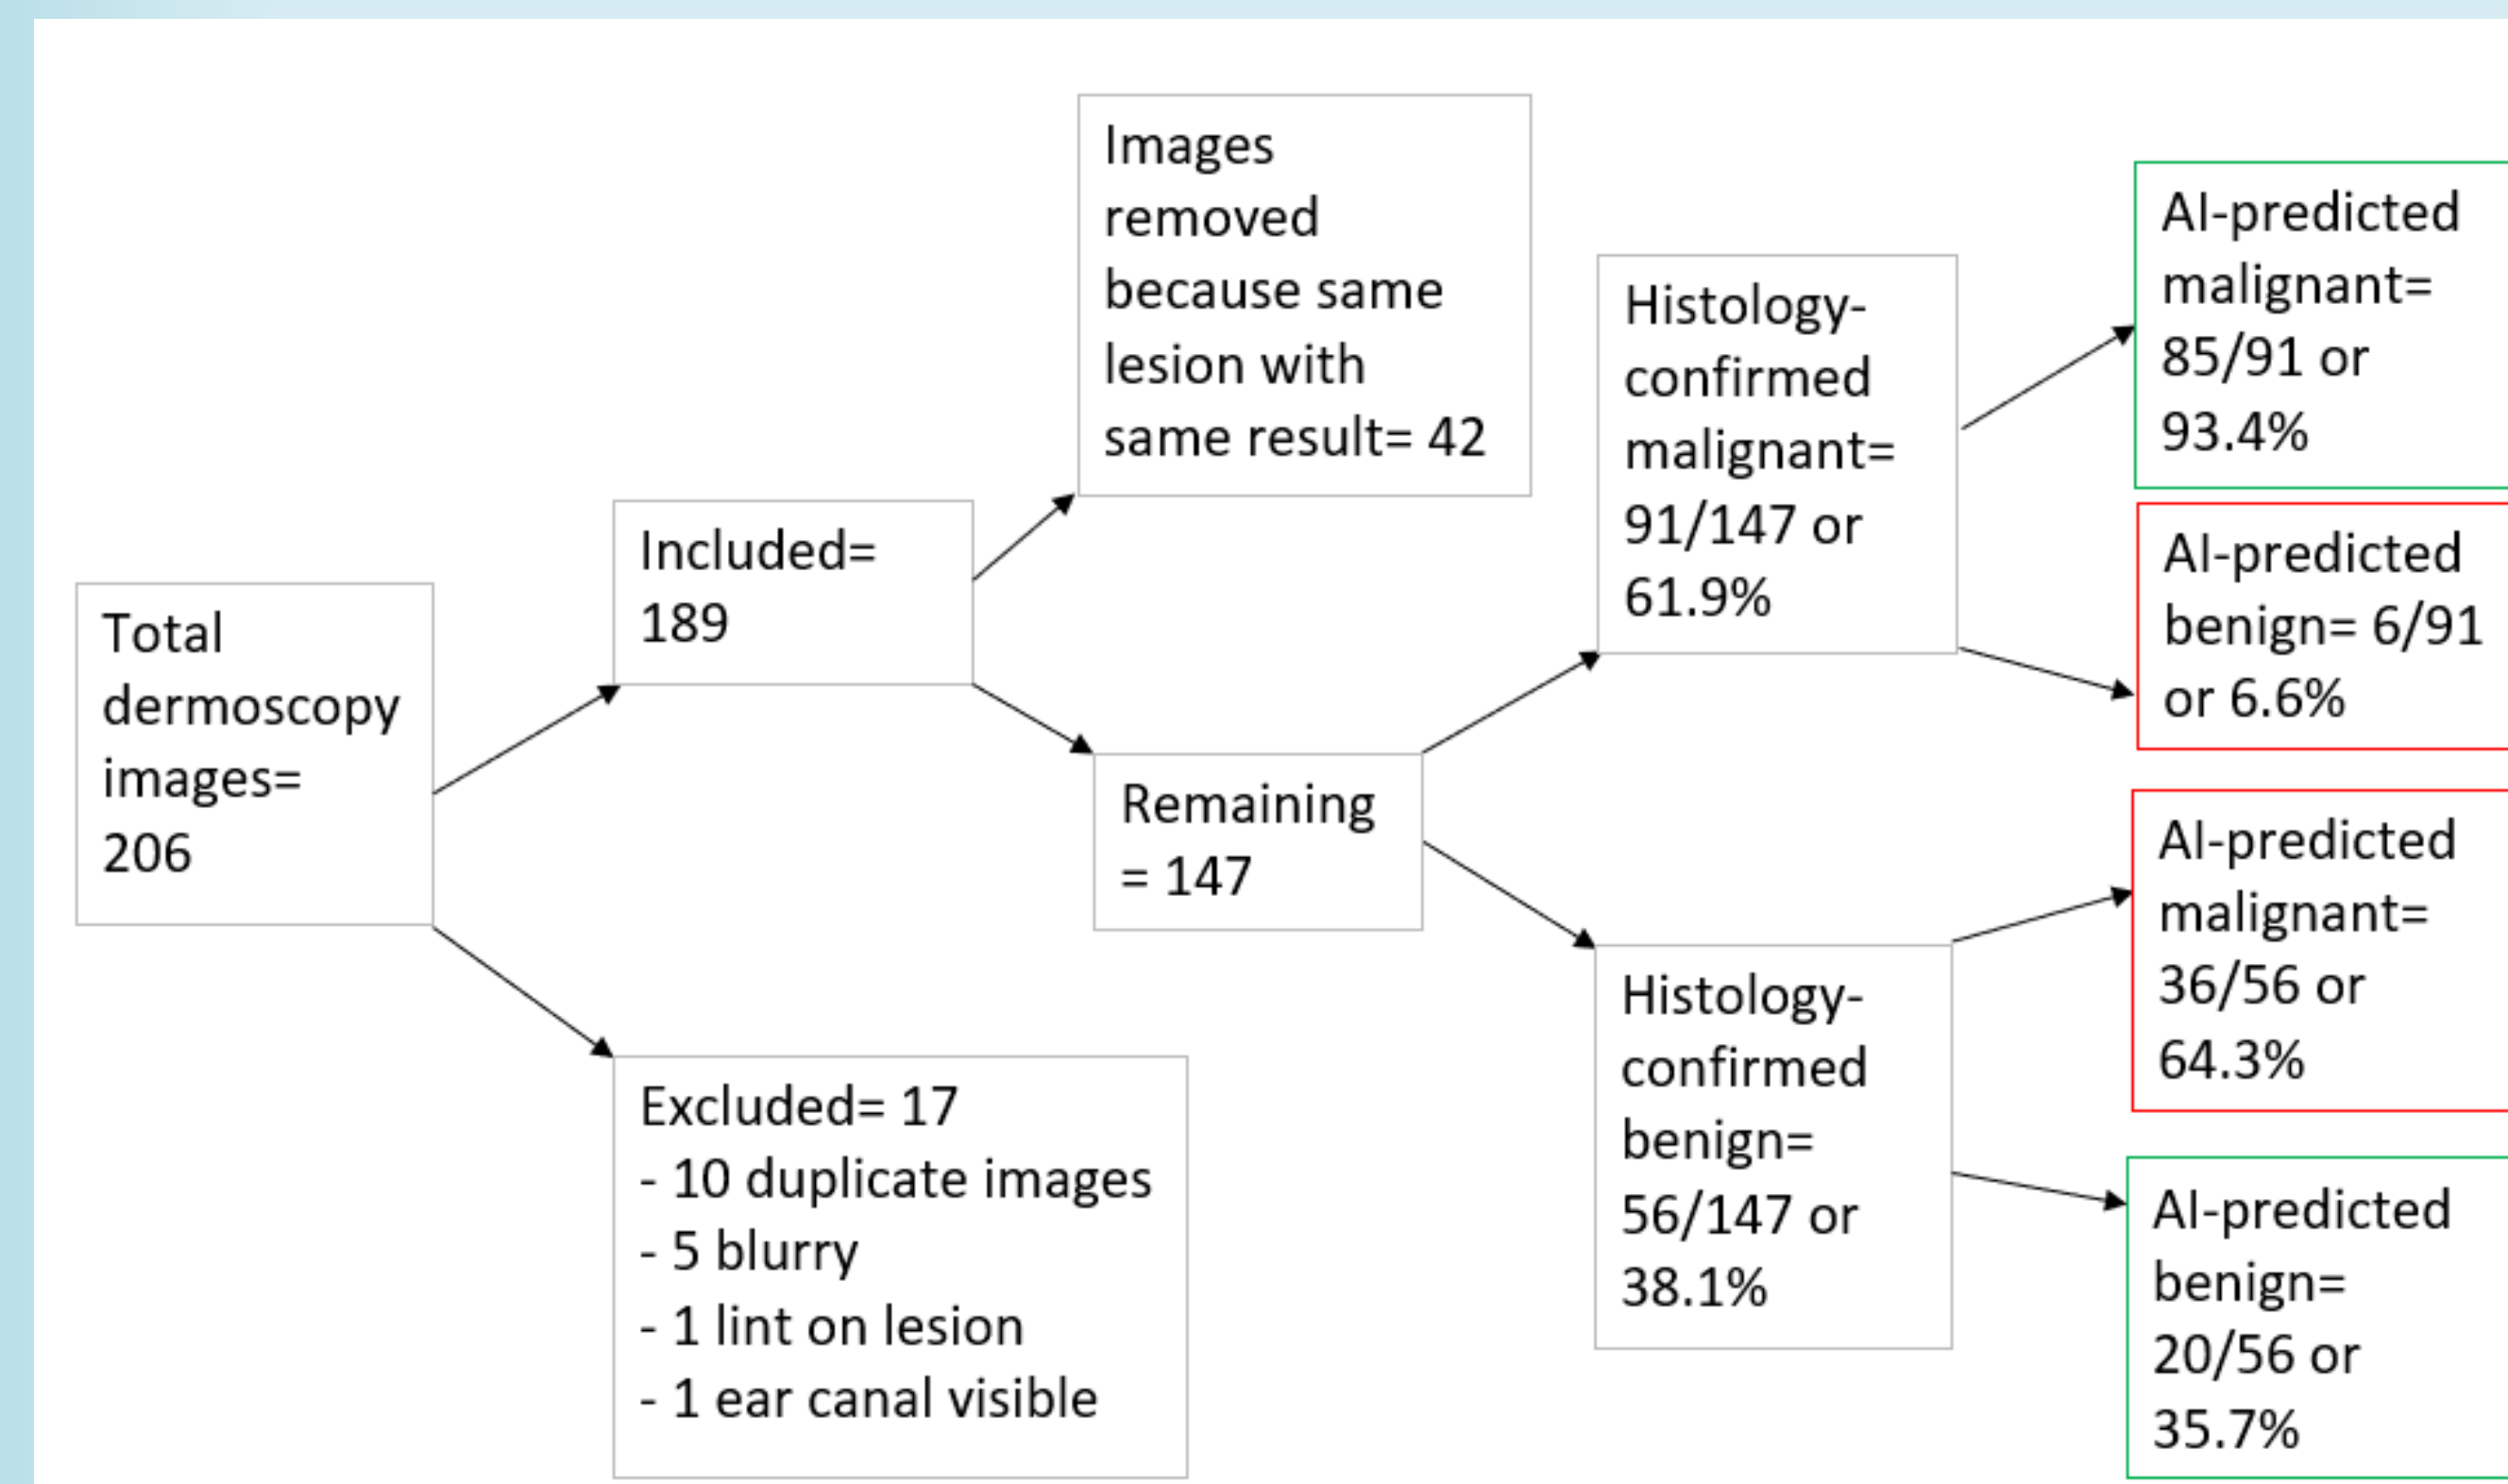 Total
dermoscopy
images=
206
Included=
189
Excluded= 17
- 10 duplicate images
- 5 blurry
- 1 lint on lesion
- 1 ear canal visible
Images
removed
because same
lesion with
same result= 42
Remaining
= 147
Histology-
confirmed
malignant=
91/147 or
61.9%
Histology-
confirmed
benign=
56/147 or
38.1%
AI-predicted
malignant=
85/91 or
93.4%
AI-predicted
benign= 6/91
or 6.6%
AI-predicted
malignant=
36/56 or
64.3%
AI-predicted
benign=
20/56 or
35.7%